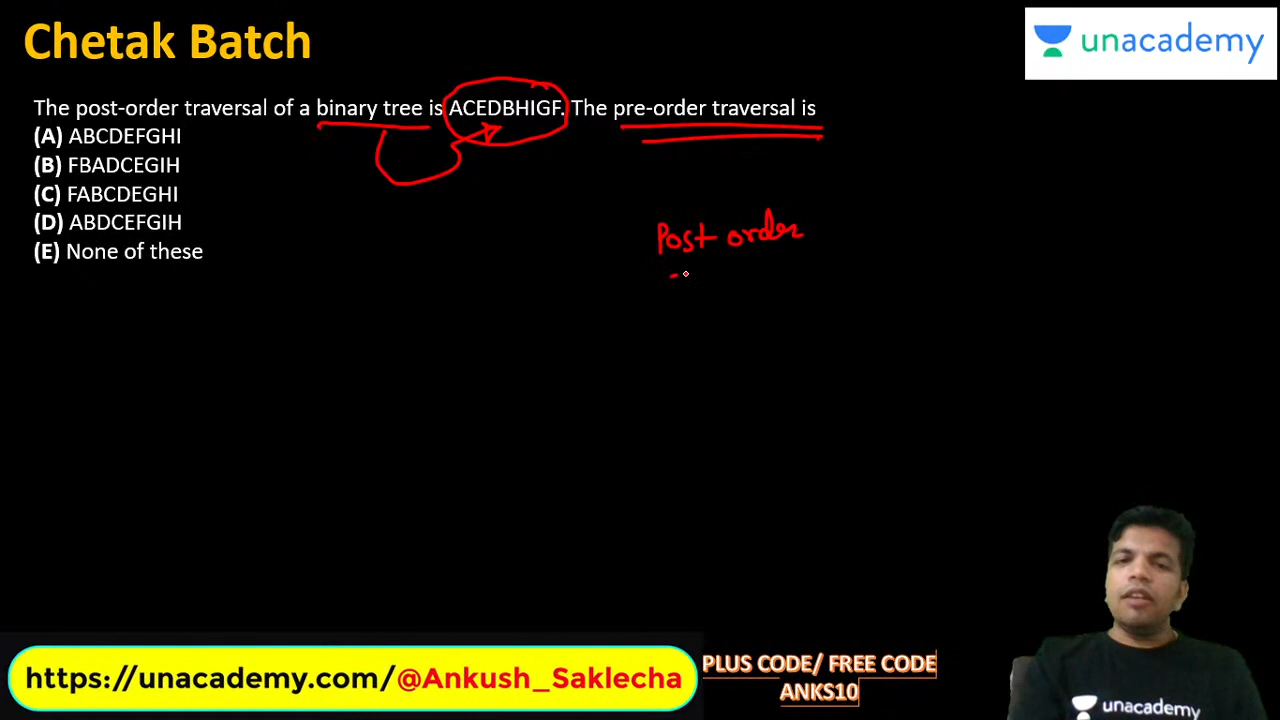 Chetak Batch
unacademy
The post-order traversal of a binary tree is ACEDBHIGF. The pre-order traversal is
(A) ABCDEFGHI
(B) FBADCEGIH
(C) FABCDEGHI
(D) ABDCEFGIH
(E) None of these
Post order
https://unacademy.com/@Ankush_Saklecha
PLUS CODE/ FREE CODE
ANKS10
unacademy